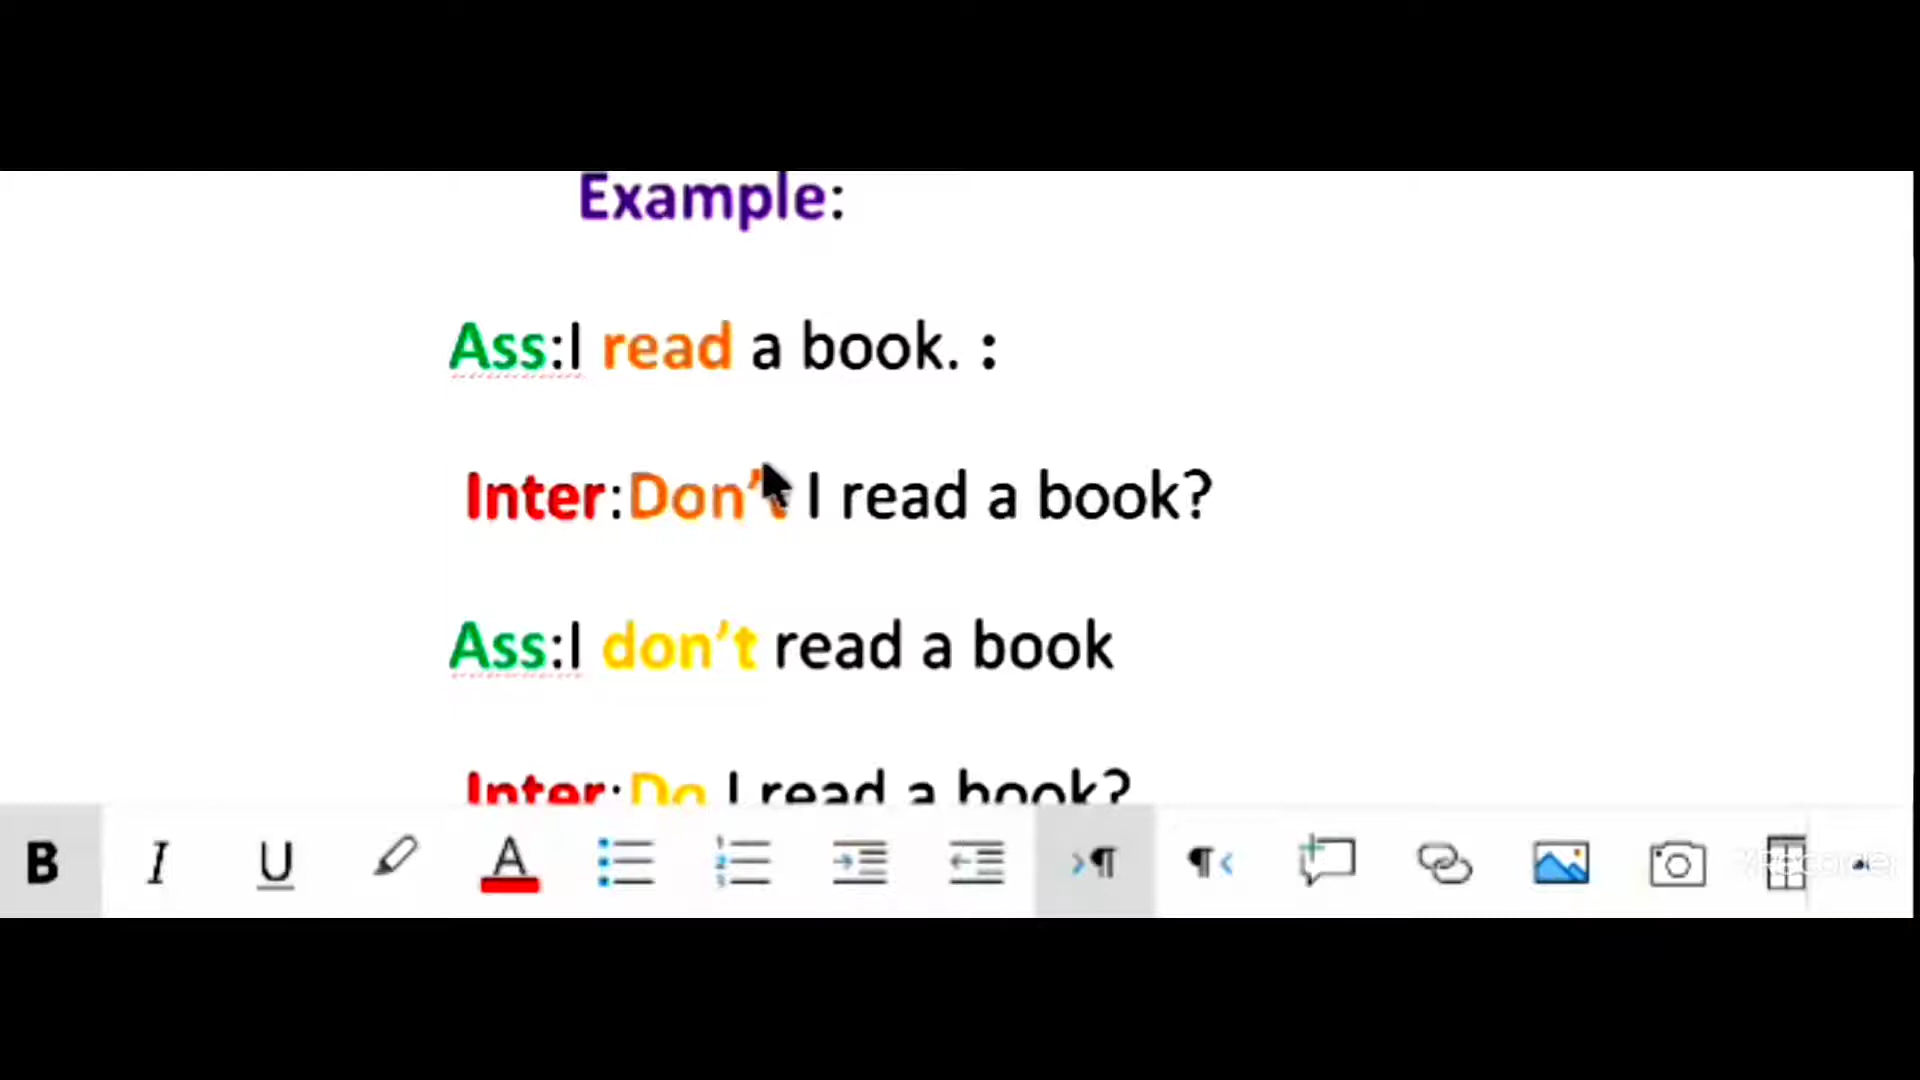 Example:
Ass:I read a book. :
Inter:Don't I read a book?
Ass:I don't read a book
Inter:Do I read a book?
B I U A